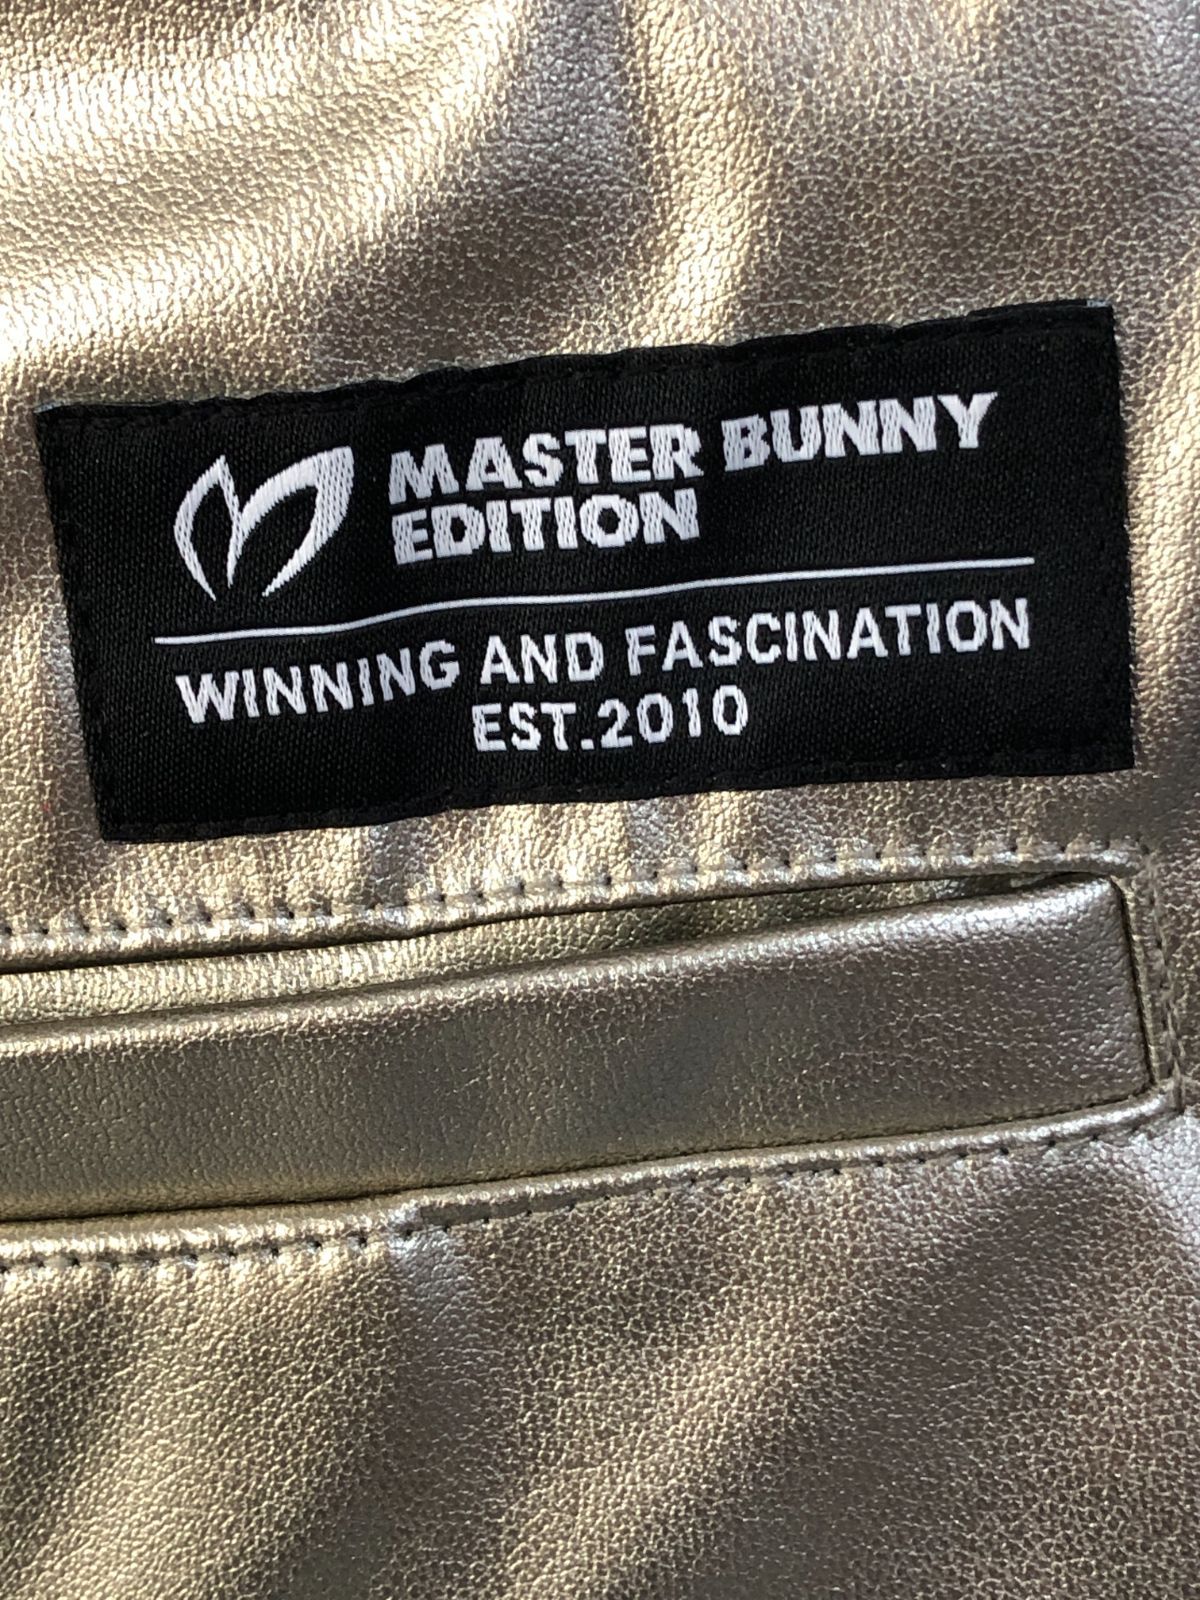 MASTER BUNNY
EDITION
WINNING AND FASCINATION
EST.2010